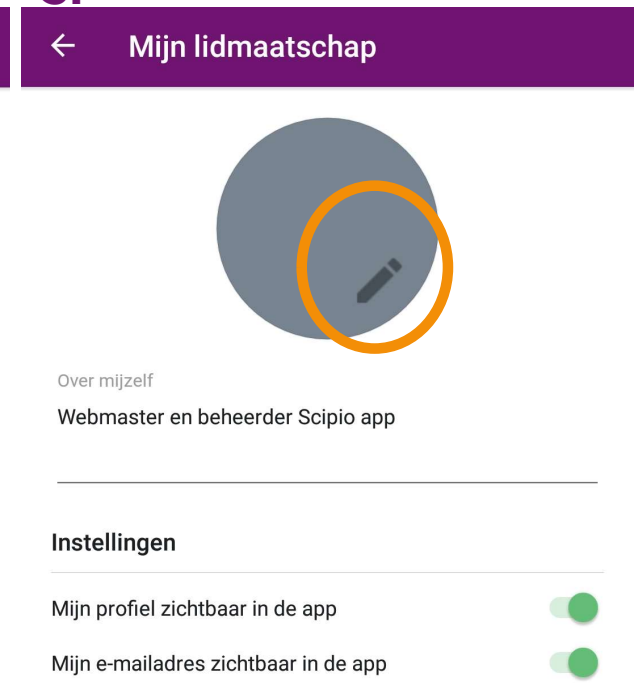 Mijn lidmaatschap
Over mijzelf
Webmaster en beheerder Scipio app
Instellingen
Mijn profiel zichtbaar in de app
Mijn e-mailadres zichtbaar in de app